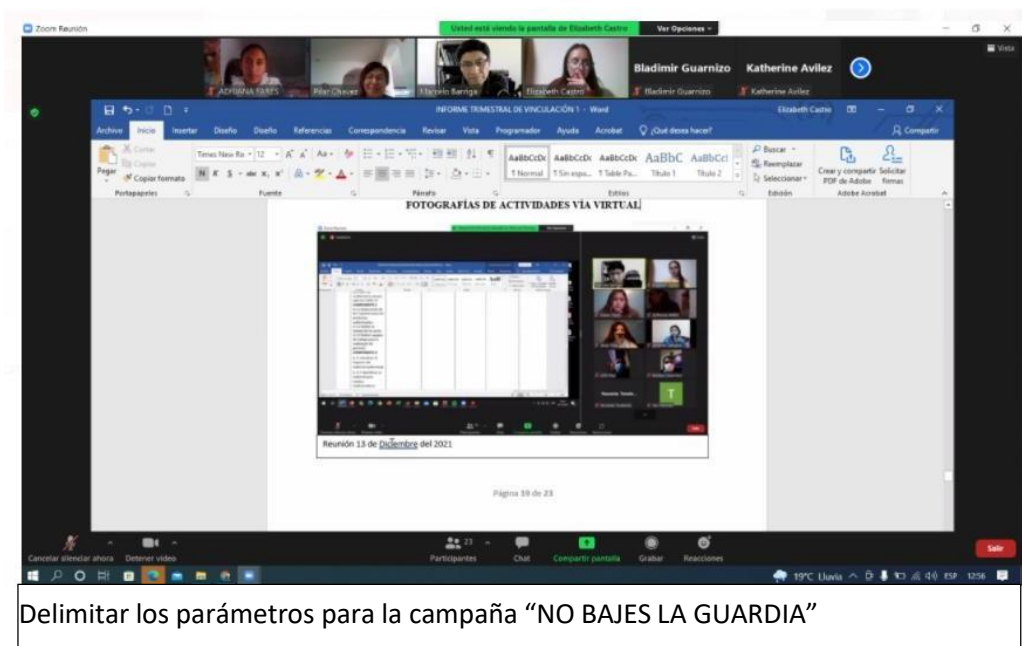 Zoom Reunión
Usted está viendo la pantalla de Elizabeth Castro
Ver Opciones
Vista
ADRIANA FARES
Pilar Chavez
Marcelo Barriga
Elizabeth Castro
Bladimir Guarnizo
Bladimir Guarnizo
Katherine Avilez
Katherine Avilez
INFORME TRIMESTRAL DE VINCULACIÓN 1 - Word
Elizabeth Castro
Archivo Inicio Insertar Diseño Diseño Referencias Correspondencia Revisar Vista Programador Ayuda Acrobat ¿Qué desea hacer? Compartir
Pegar
Cortar
Copiar
Copiar formato
Portapapeles
Times New Ro 12
N K S abc x, x²
Fuente
Párrafo
AaBbCcDc AaBbCcDc AaBbCcDc AaBbC AaBbCcI
¶ Normal ¶ Sin espa... ¶ Table Pa... Título 1 Título 2
Estilos
Buscar
Reemplazar
Seleccionar
Edición
Crear y compartir PDF de Adobe
Solicitar firmas
Adobe Acrobat
FOTOGRAFÍAS DE ACTIVIDADES VÍA VIRTUAL
T
Reunión 13 de Diciembre del 2021
Página 19 de 23
Cancelar silenciar ahora
Detener video
23
Participantes
Chat
Compartir pantalla
Grabar
Reacciones
Salir
19°C Lluvia
ESP
12:56
Delimitar los parámetros para la campaña “NO BAJES LA GUARDIA”